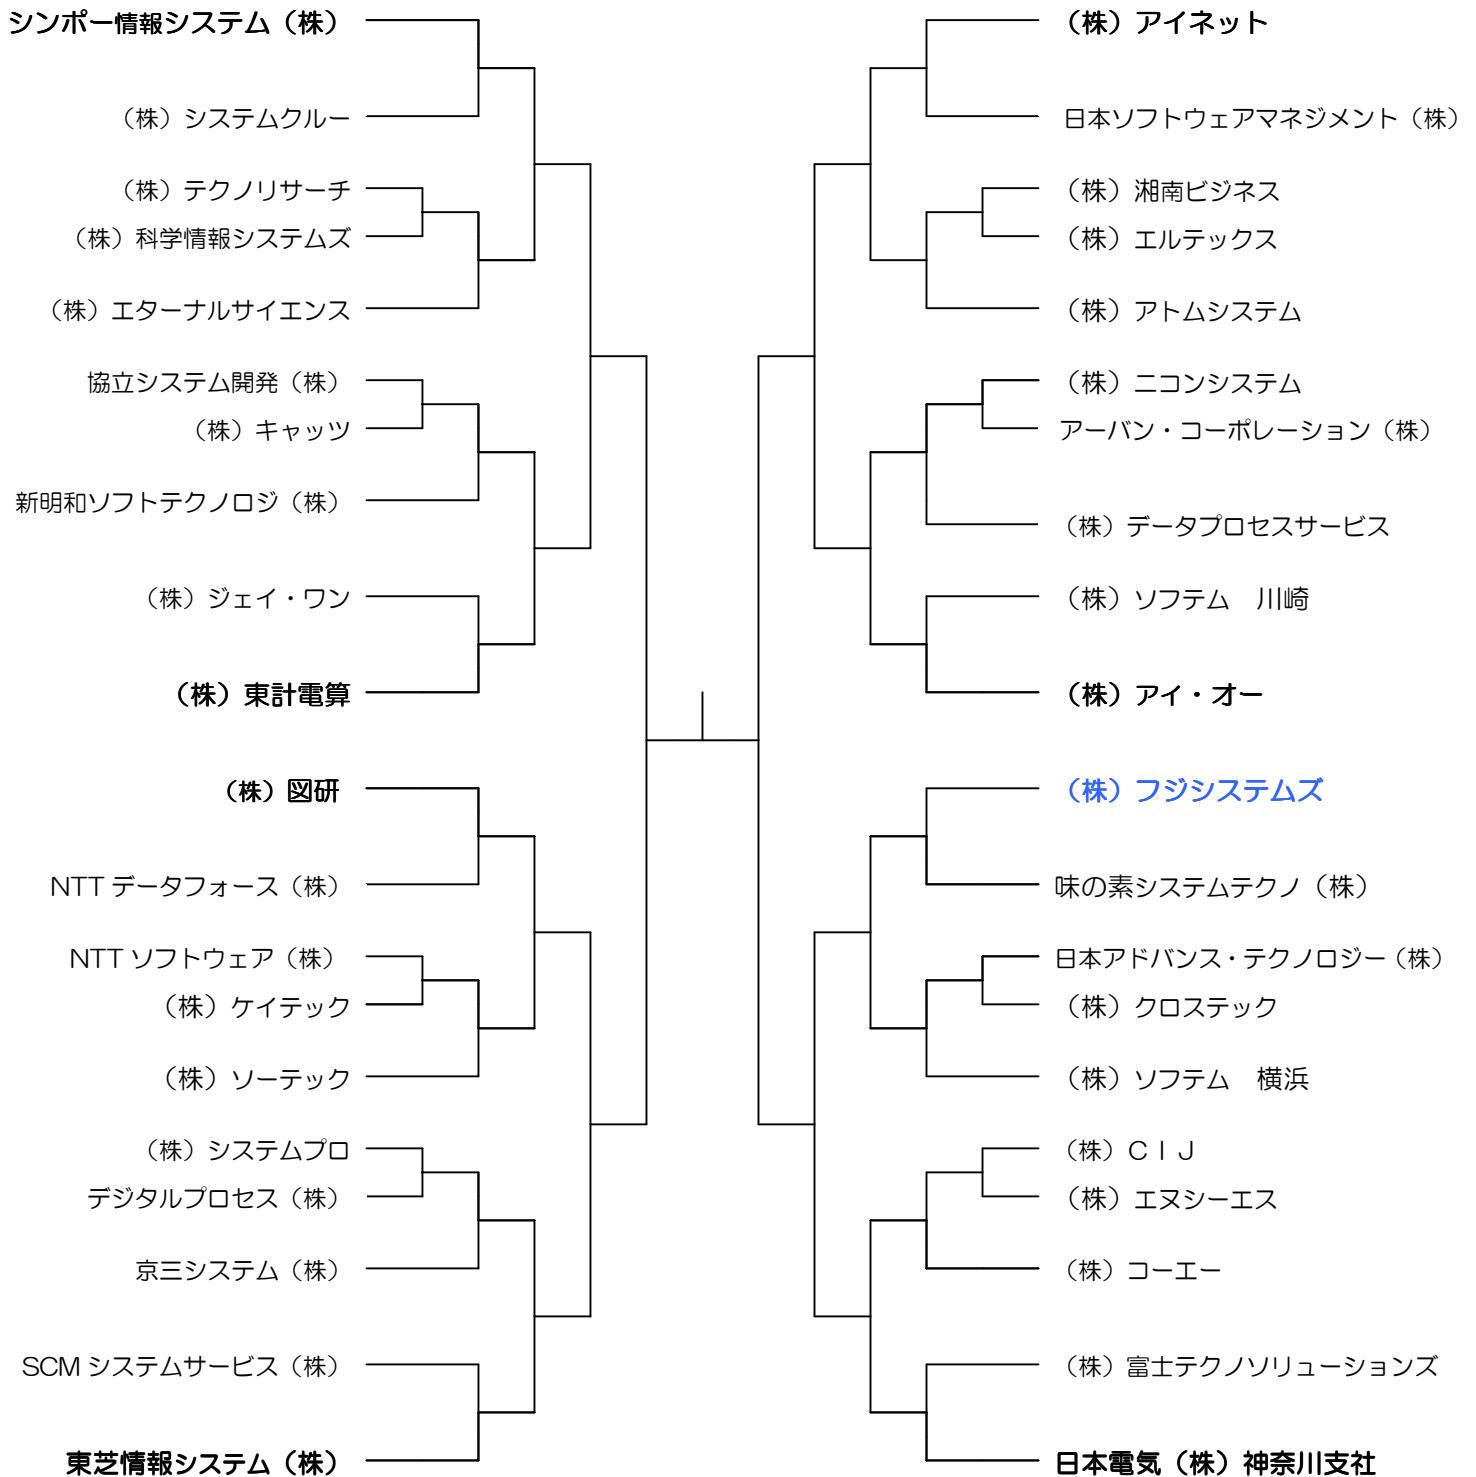 シンポー情報システム（株）
（株）システムクルー
（株）テクノリサーチ
（株）科学情報システムズ
（株）エターナルサイエンス
協立システム開発（株）
（株）キャッツ
新明和ソフトテクノロジ（株）
（株）ジェイ・ワン
（株）東計電算
（株）図研
NTT データフォース（株）
NTT ソフトウェア（株）
（株）ケイテック
（株）ソーテック
（株）システムプロ
デジタルプロセス（株）
京三システム（株）
SCM システムサービス（株）
東芝情報システム（株）
（株）アイネット
日本ソフトウェアマネジメント（株）
（株）湘南ビジネス
（株）エルテックス
（株）アトムシステム
（株）ニコンシステム
アーバン・コーポレーション（株）
（株）データプロセスサービス
（株）ソフテム　川崎
（株）アイ・オー
（株）フジシステムズ
味の素システムテクノ（株）
日本アドバンス・テクノロジー（株）
（株）クロステック
（株）ソフテム　横浜
（株）ＣＩＪ
（株）エヌシーエス
（株）コーエー
（株）富士テクノソリューションズ
日本電気（株）神奈川支社